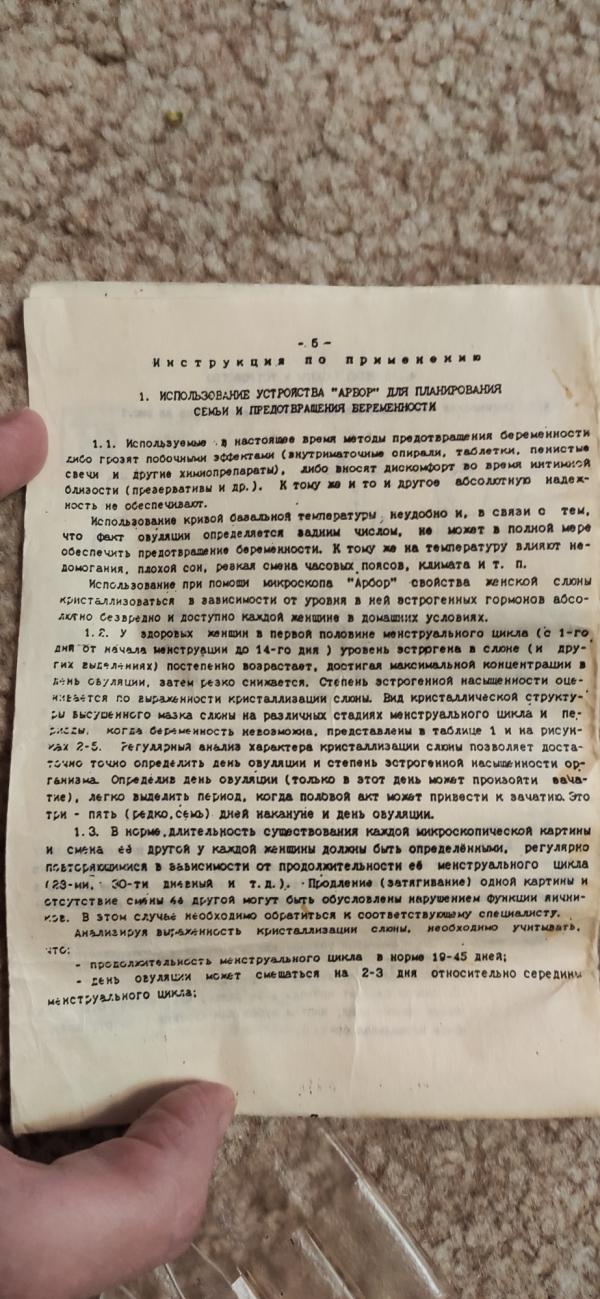 - 5 -
Инструкция по применению
1. ИСПОЛЬЗОВАНИЕ УСТРОЙСТВА "АРБОР" ДЛЯ ПЛАНИРОВАНИЯ
СЕМЬИ И ПРЕДОТВРАЩЕНИЯ БЕРЕМЕННОСТИ
1.1. Используемые в настоящее время методы предотвращения беременности
либо грозят побочными эффектами (внутриматочные спирали, таблетки, пенистые
свечи и другие химиопрепараты), либо вносят дискомфорт во время интимной
близости (презервативы и др.). К тому же и то и другое абсолютную надеж-
ность не обеспечивают.
Использование кривой базальной температуры неудобно и, в связи с тем,
что факт овуляции определяется задним числом, не может в полной мере
обеспечить предотвращение беременности. К тому же на температуру влияют не-
домогания, плохой сон, резкая смена часовых поясов, климата и т. п.
Использование при помощи микроскопа "Арбор" свойства женской слюны
кристаллизоваться в зависимости от уровня в ней эстрогенных гормонов абсо-
лютно безвредно и доступно каждой женщине в домашних условиях.
1.2. У здоровых женщин в первой половине менструального цикла (с 1-го
дня от начала менструации до 14-го дня ) уровень эстрогена в слюне (и дру-
гих выделениях) постепенно возрастает, достигая максимальной концентрации в
день овуляции, затем резко снижается. Степень эстрогенной насыщенности оце-
нивается по выраженности кристаллизации слюны. Вид кристаллической структу-
ры высушенного мазка слюны на различных стадиях менструального цикла и пе-
риоды, когда беременность невозможна, представлены в таблице 1 и на рисун-
ках 2-5. Регулярный анализ характера кристаллизации слюны позволяет доста-
точно точно определить день овуляции и степень эстрогенной насыщенности ор-
ганизма. Определив день овуляции (только в этот день может произойти зача-
тие), легко выделить период, когда половой акт может привести к зачатию. Это
три - пять (редко, семь) дней накануне и день овуляции.
1.3. В норме длительность существования каждой микроскопической картины
и смена её другой у каждой женщины должны быть определёнными, регулярно
повторяющимися в зависимости от продолжительности её менструального цикла
(23-ми, 30-ти дневный и т.д.). Продление (затягивание) одной картины и
отсутствие смены её другой могут быть обусловлены нарушением функции яични-
ков. В этом случае необходимо обратиться к соответствующему специалисту.
Анализируя выраженность кристаллизации слюны, необходимо учитывать,
что:
- продолжительность менструального цикла в норме 19-45 дней;
- день овуляции может смещаться на 2-3 дня относительно середины
менструального цикла;